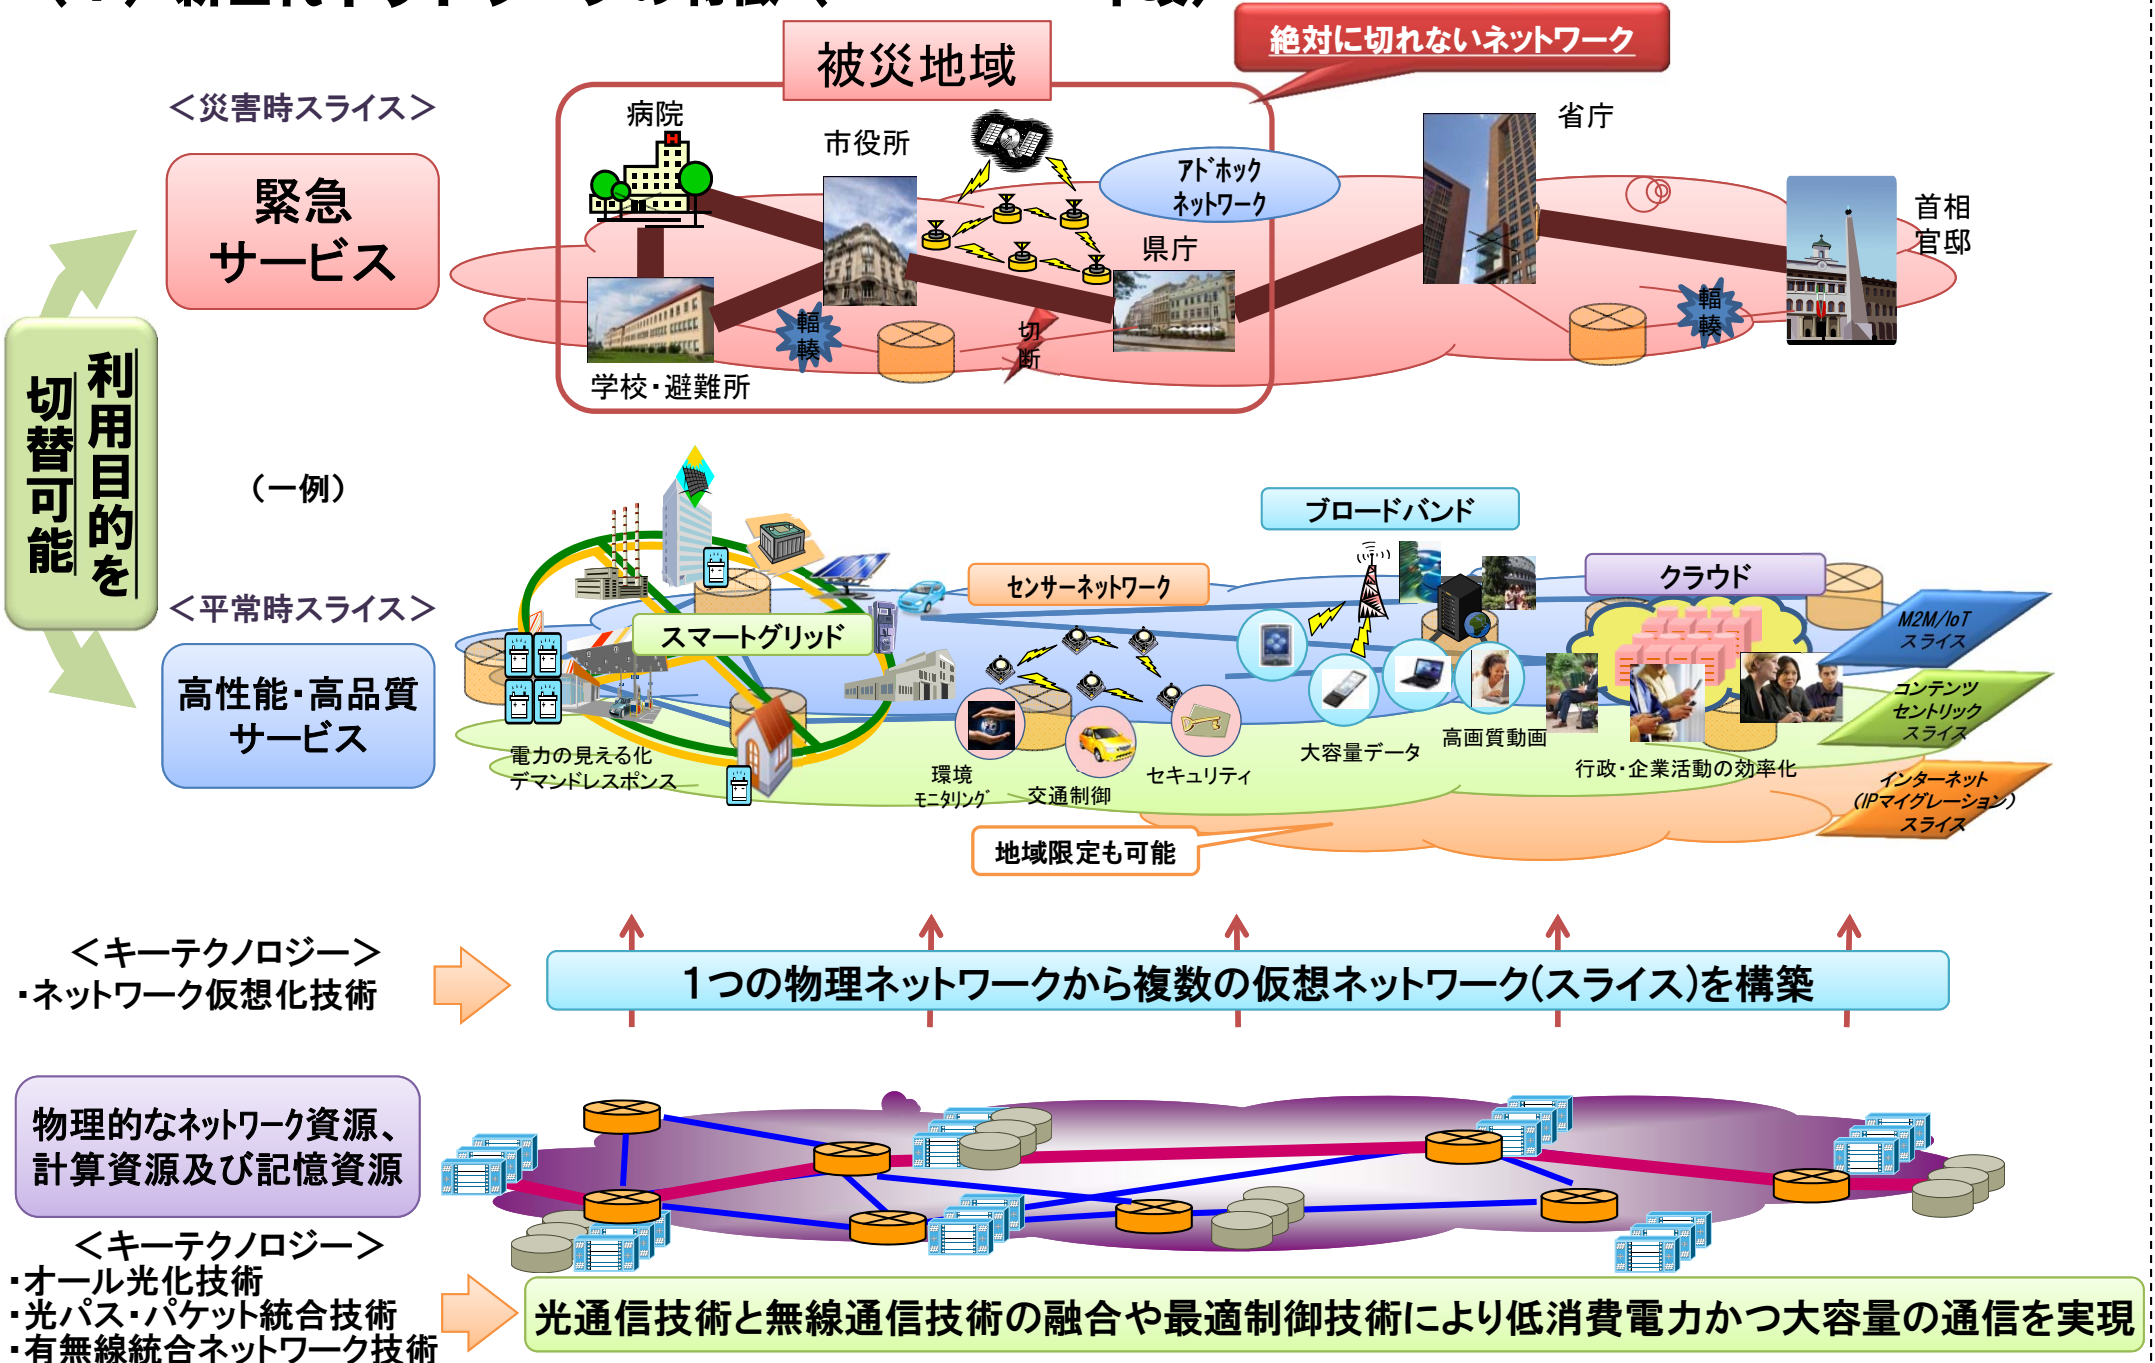 被災地域
絶対に切れないネットワーク
＜災害時スライス＞
緊急
サービス
病院
市役所
アドホック
ネットワーク
県庁
省庁
首相
官邸
輻
輳
切
断
輻
輳
学校・避難所
利用目的を
切替可能
（一例）
＜平常時スライス＞
高性能・高品質
サービス
スマートグリッド
センサーネットワーク
ブロードバンド
クラウド
M2M/IoT
スライス
コンテンツ
セントリック
スライス
インターネット
（IPマイグレーション）
スライス
電力の見える化
デマンドレスポンス
環境
モニタリング
交通制御
セキュリティ
大容量データ
高画質動画
行政・企業活動の効率化
地域限定も可能
＜キーテクノロジー＞
・ネットワーク仮想化技術
１つの物理ネットワークから複数の仮想ネットワーク(スライス)を構築
物理的なネットワーク資源、
計算資源及び記憶資源
＜キーテクノロジー＞
・オール光化技術
・光パス・パケット統合技術
・有無線統合ネットワーク技術
光通信技術と無線通信技術の融合や最適制御技術により低消費電力かつ大容量の通信を実現